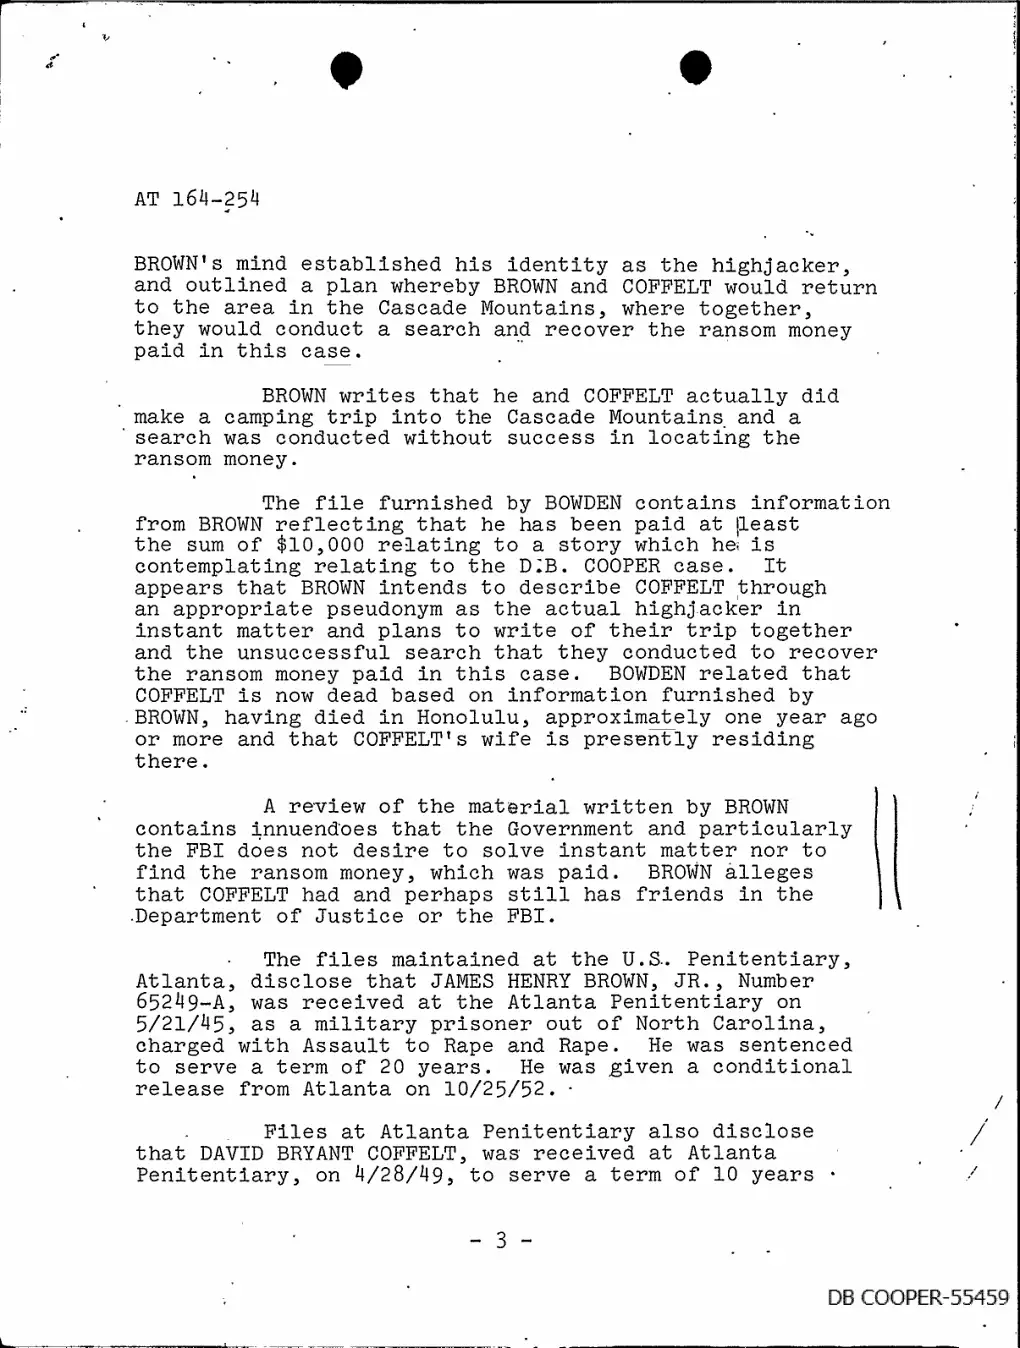 AT 164-254
BROWN's mind established his identity as the highjacker,
and outlined a plan whereby BROWN and COFFELT would return
to the area in the Cascade Mountains, where together,
they would conduct a search and recover the ransom money
paid in this case.
BROWN writes that he and COFFELT actually did
make a camping trip into the Cascade Mountains and a
search was conducted without success in locating the
ransom money.
The file furnished by BOWDEN contains information
from BROWN reflecting that he has been paid at least
the sum of $10,000 relating to a story which he is
contemplating relating to the D.B. COOPER case. It
appears that BROWN intends to describe COFFELT through
an appropriate pseudonym as the actual highjacker in
instant matter and plans to write of their trip together
and the unsuccessful search that they conducted to recover
the ransom money paid in this case. BOWDEN related that
COFFELT is now dead based on information furnished by
BROWN, having died in Honolulu, approximately one year ago
or more and that COFFELT's wife is presently residing
there.
A review of the material written by BROWN
contains innuendoes that the Government and particularly
the FBI does not desire to solve instant matter nor to
find the ransom money, which was paid. BROWN alleges
that COFFELT had and perhaps still has friends in the
Department of Justice or the FBI.
The files maintained at the U.S. Penitentiary,
Atlanta, disclose that JAMES HENRY BROWN, JR., Number
65249-A, was received at the Atlanta Penitentiary on
5/21/45, as a military prisoner out of North Carolina,
charged with Assault to Rape and Rape. He was sentenced
to serve a term of 20 years. He was given a conditional
release from Atlanta on 10/25/52.
Files at Atlanta Penitentiary also disclose
that DAVID BRYANT COFFELT, was received at Atlanta
Penitentiary, on 4/28/49, to serve a term of 10 years
- 3 -
DB COOPER-55459